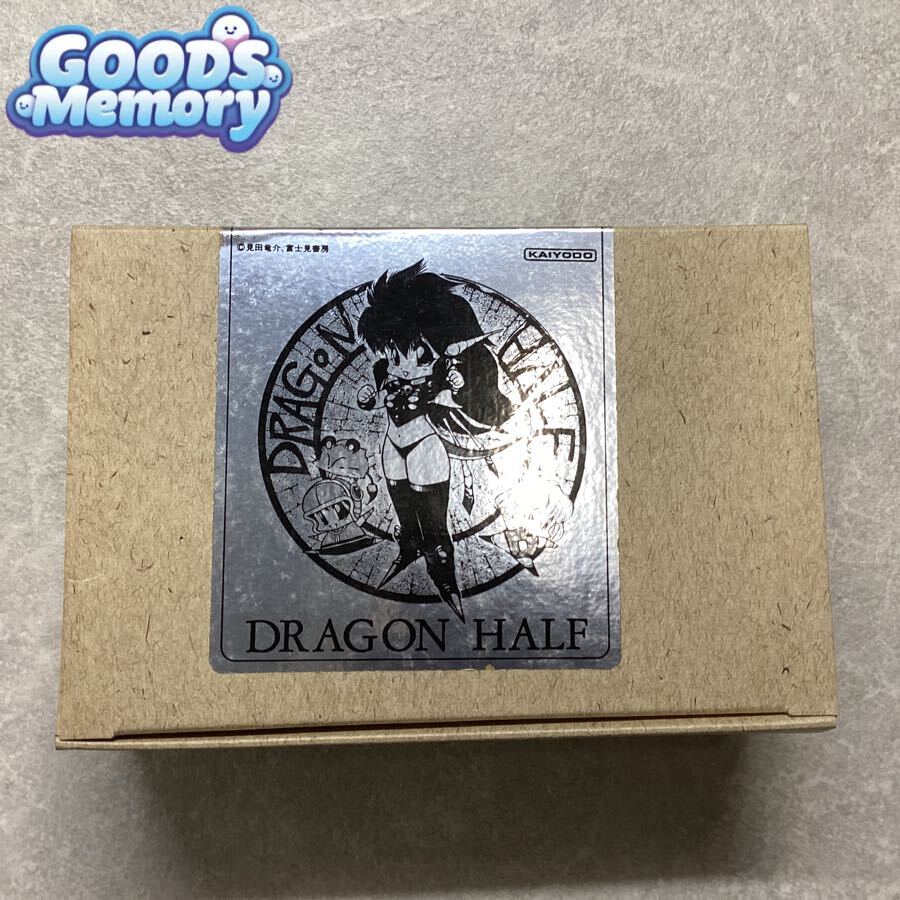 GOODS
Memory
©見田竜介、富士見書房
KAIYODO
DRAGON HALF
DRAGON HALF